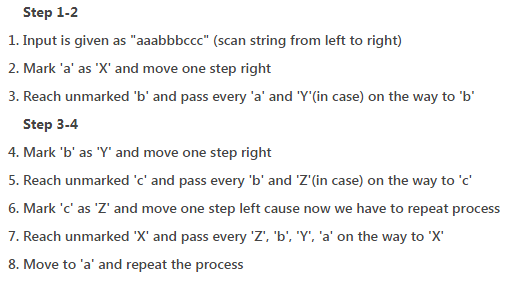 Step 1-2
1. Input is given as "aaabbbccc" (scan string from left to right)
2. Mark 'a' as 'X' and move one step right
3. Reach unmarked 'b' and pass every 'a' and 'Y'(in case) on the way to 'b'
Step 3-4
4. Mark 'b' as 'Y' and move one step right
5. Reach unmarked 'c' and pass every 'b' and 'Z'(in case) on the way to 'c'
6. Mark 'c' as 'Z' and move one step left cause now we have to repeat process
7. Reach unmarked 'X' and pass every 'Z', 'b', 'Y', 'a' on the way to 'X'
8. Move to 'a' and repeat the process